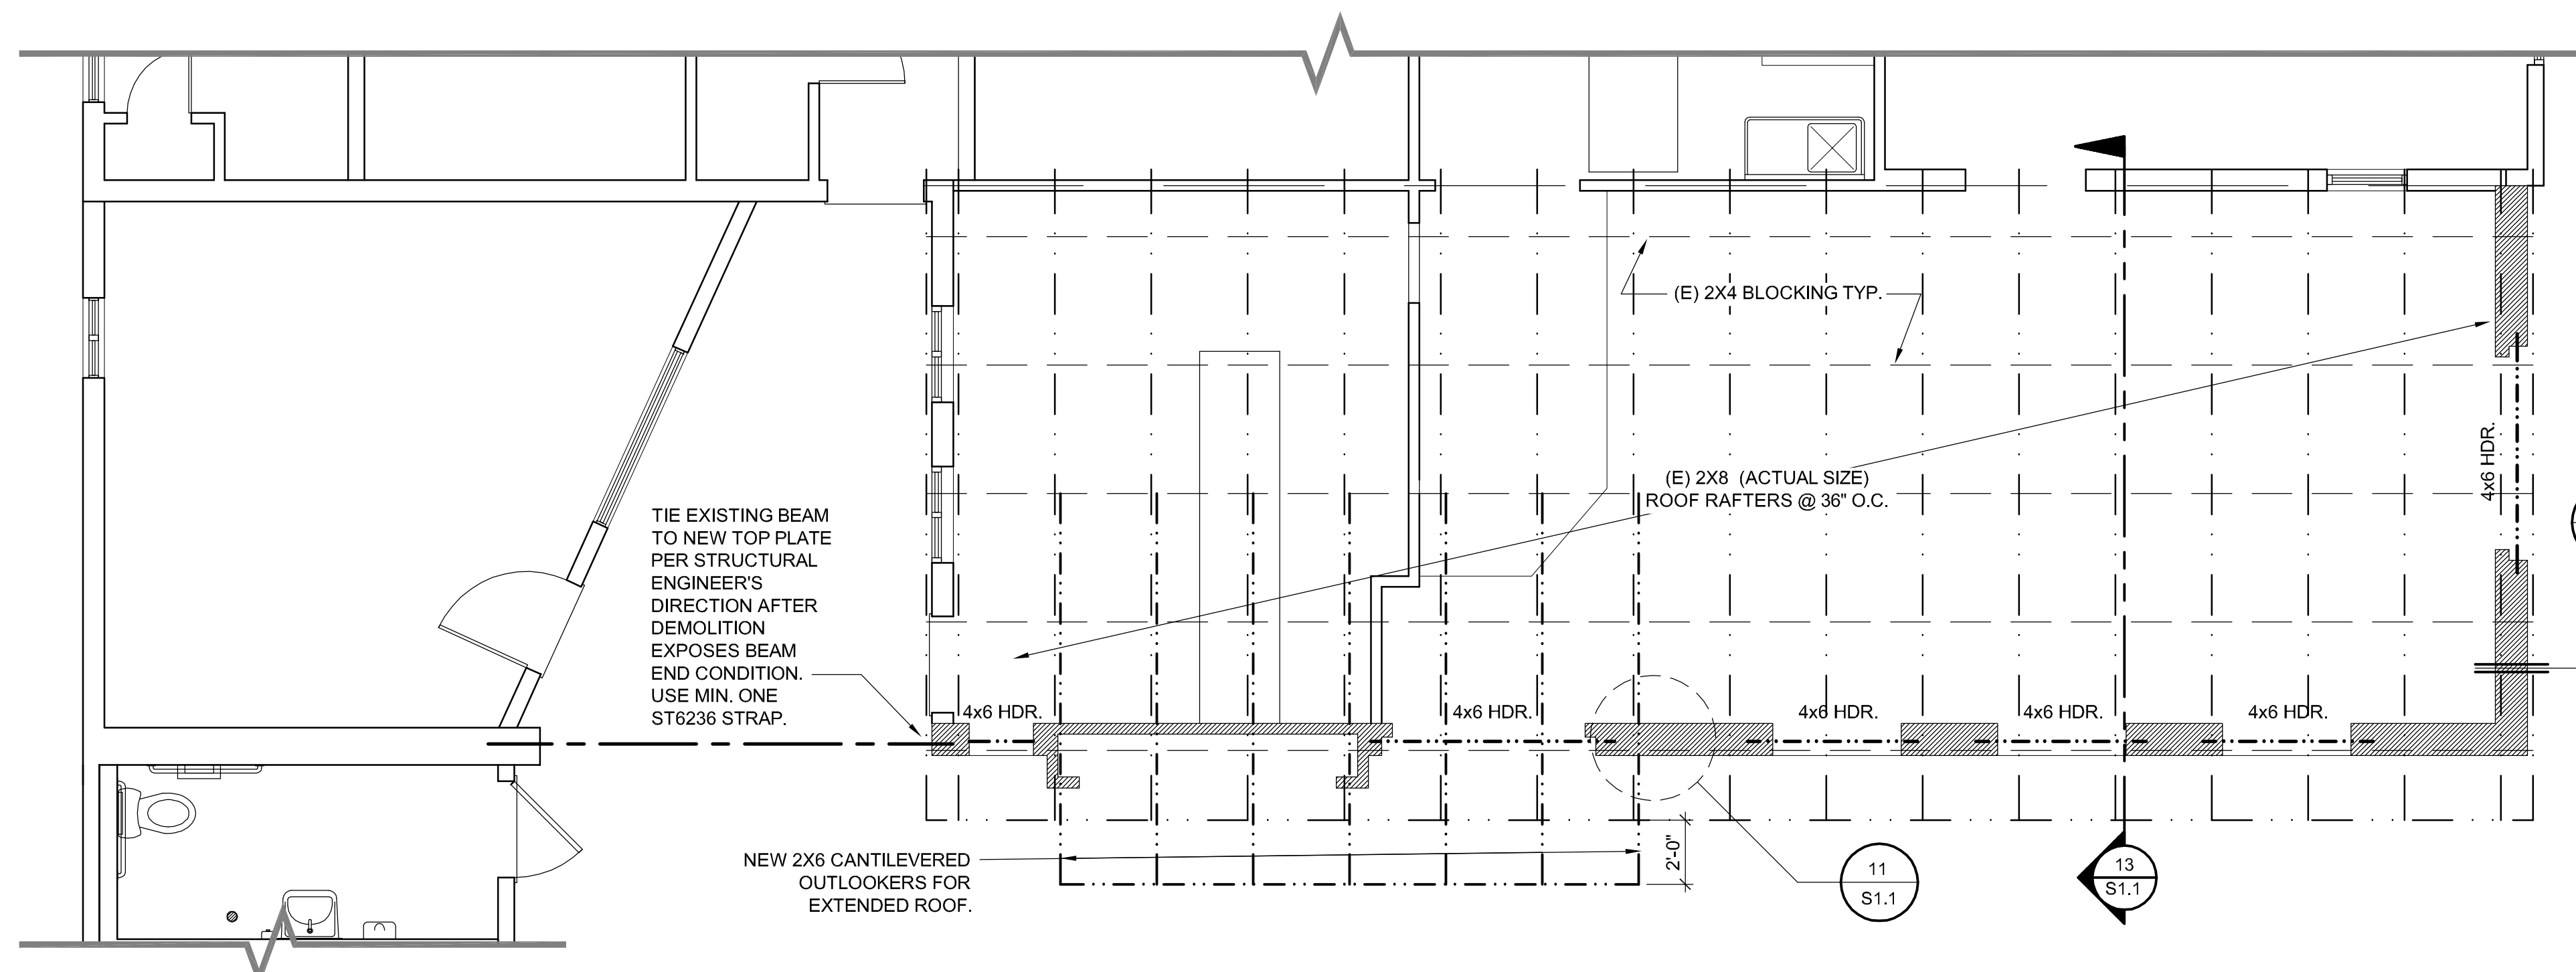 (E) 2X4 BLOCKING TYP.
(E) 2X8 (ACTUAL SIZE)
ROOF RAFTERS @ 36" O.C.
4x6 HDR.
TIE EXISTING BEAM
TO NEW TOP PLATE
PER STRUCTURAL
ENGINEER'S
DIRECTION AFTER
DEMOLITION
EXPOSES BEAM
END CONDITION.
USE MIN. ONE
ST6236 STRAP.
4x6 HDR.
4x6 HDR.
4x6 HDR.
4x6 HDR.
4x6 HDR.
NEW 2X6 CANTILEVERED
OUTLOOKERS FOR
EXTENDED ROOF.
2'-0"
11
S1.1
13
S1.1